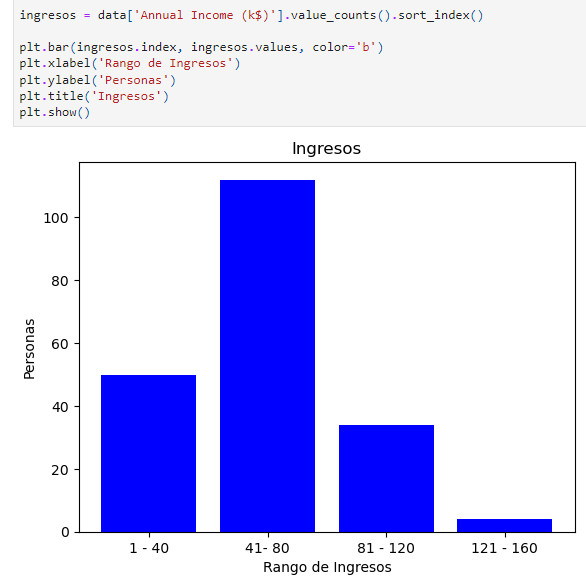 ingresos = data['Annual Income (k$)'].value_counts().sort_index()
plt.bar(ingresos.index, ingresos.values, color='b')
plt.xlabel('Rango de Ingresos')
plt.ylabel('Personas')
plt.title('Ingresos')
plt.show()
Ingresos
100
80
60
40
20
0
Personas
1 - 40
41- 80
81 - 120
121 - 160
Rango de Ingresos